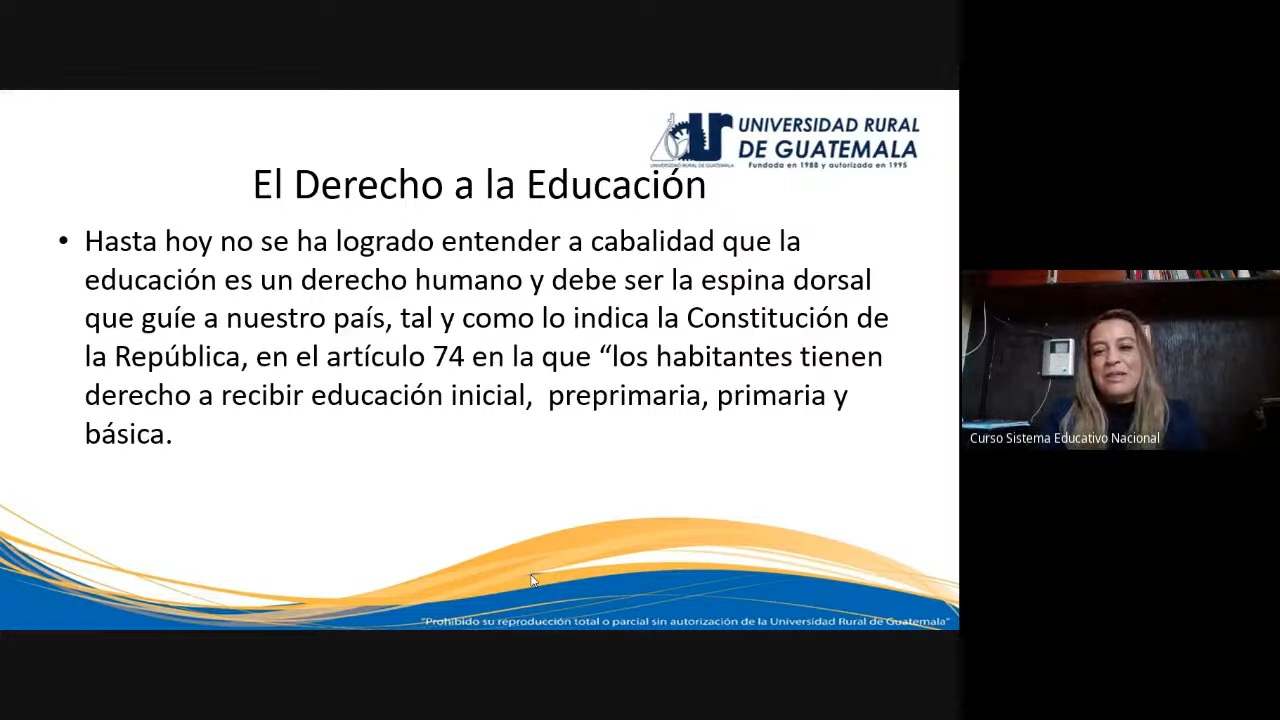 UNIVERSIDAD RURAL
DE GUATEMALA
Fundada en 1988 y autorizada en 1995
UNIVERSIDAD RURAL DE GUATEMALA
El Derecho a la Educación
• Hasta hoy no se ha logrado entender a cabalidad que la
educación es un derecho humano y debe ser la espina dorsal
que guíe a nuestro país, tal y como lo indica la Constitución de
la República, en el artículo 74 en la que “los habitantes tienen
derecho a recibir educación inicial,  preprimaria, primaria y
básica.
"Prohibido su reproducción total o parcial sin autorización de la Universidad Rural de Guatemala"
Curso Sistema Educativo Nacional